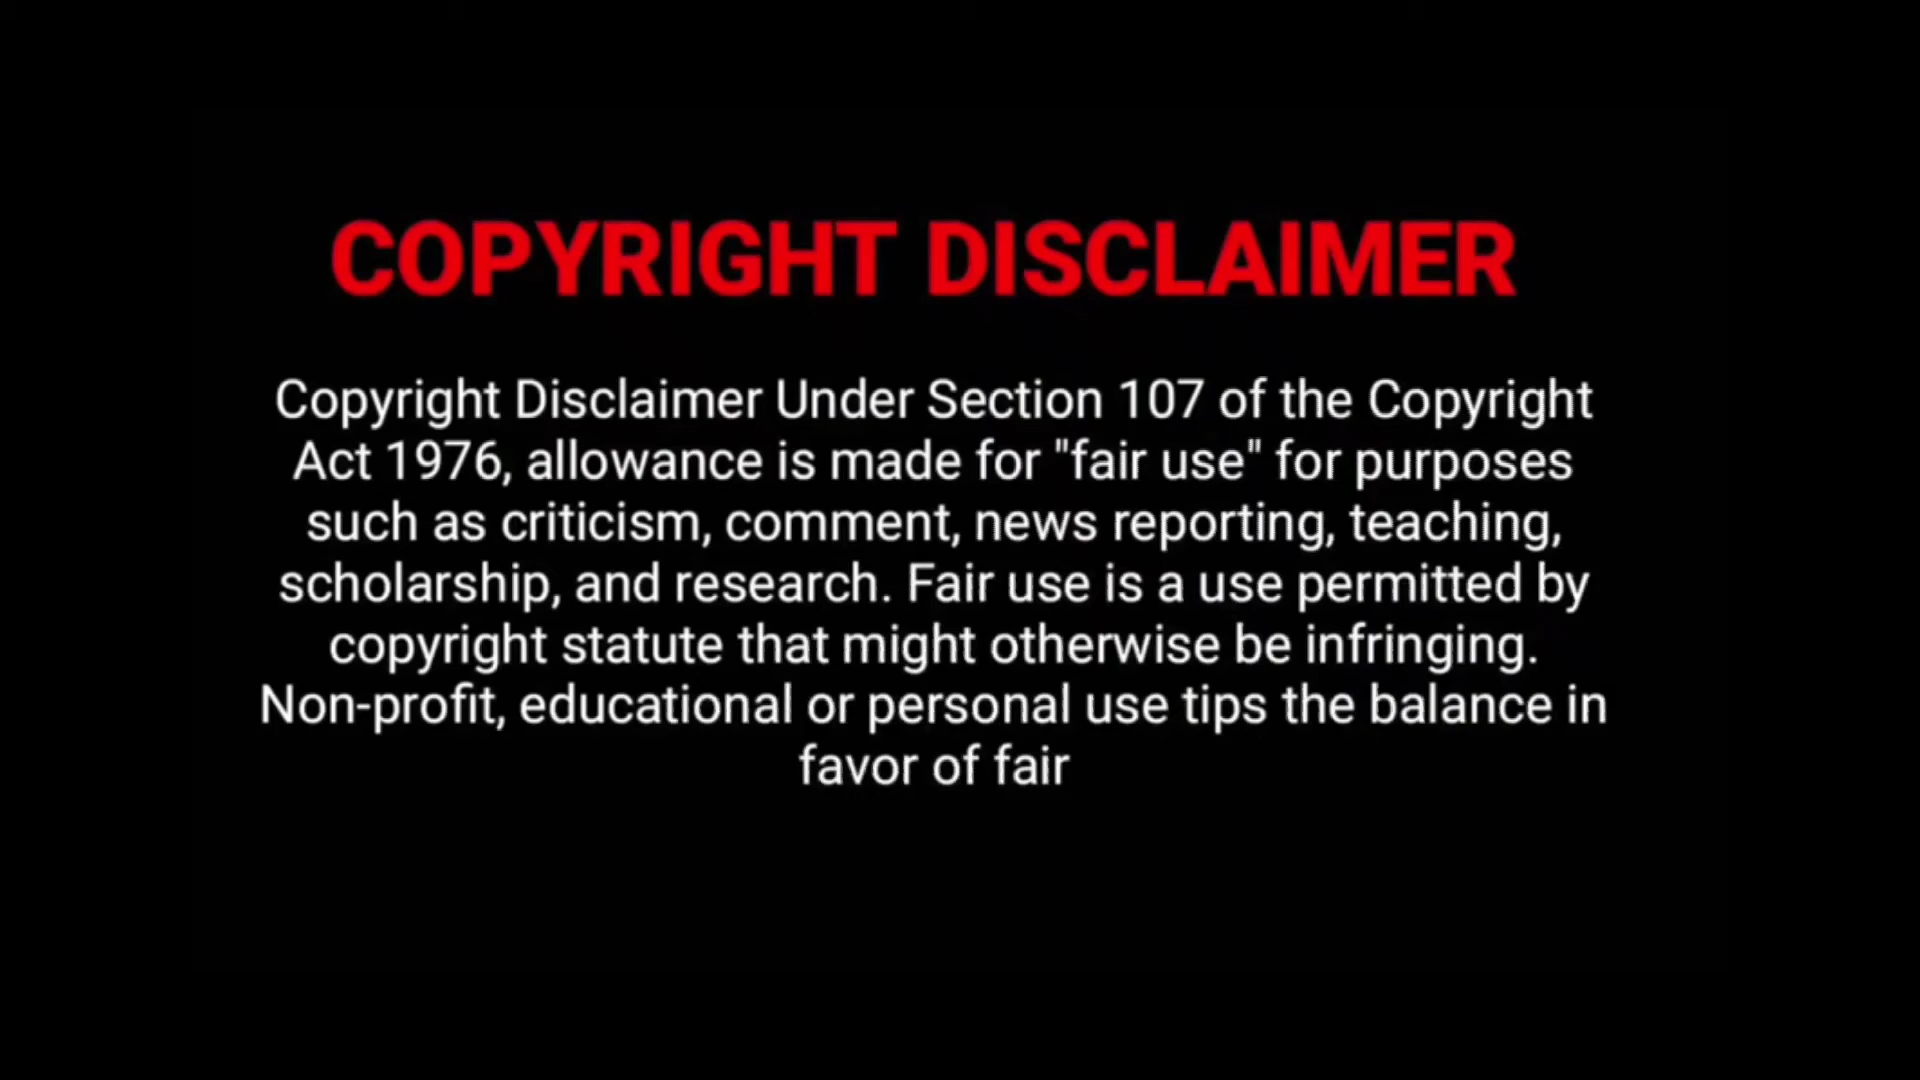 COPYRIGHT DISCLAIMER
Copyright Disclaimer Under Section 107 of the Copyright
Act 1976, allowance is made for "fair use" for purposes
such as criticism, comment, news reporting, teaching,
scholarship, and research. Fair use is a use permitted by
copyright statute that might otherwise be infringing.
Non-profit, educational or personal use tips the balance in
favor of fair